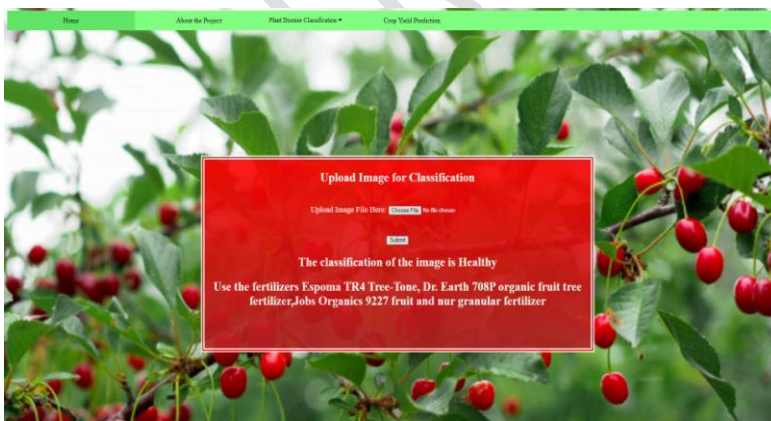 Home About the Project Plant Disease Classification ▾ Crop Yield Prediction
Upload Image for Classification
Upload Image File Here: Choose File No file chosen
Submit
The classification of the image is Healthy
Use the fertilizers Espoma TR4 Tree-Tone, Dr. Earth 708P organic fruit tree
fertilizer,Jobs Organics 9227 fruit and nur granular fertilizer